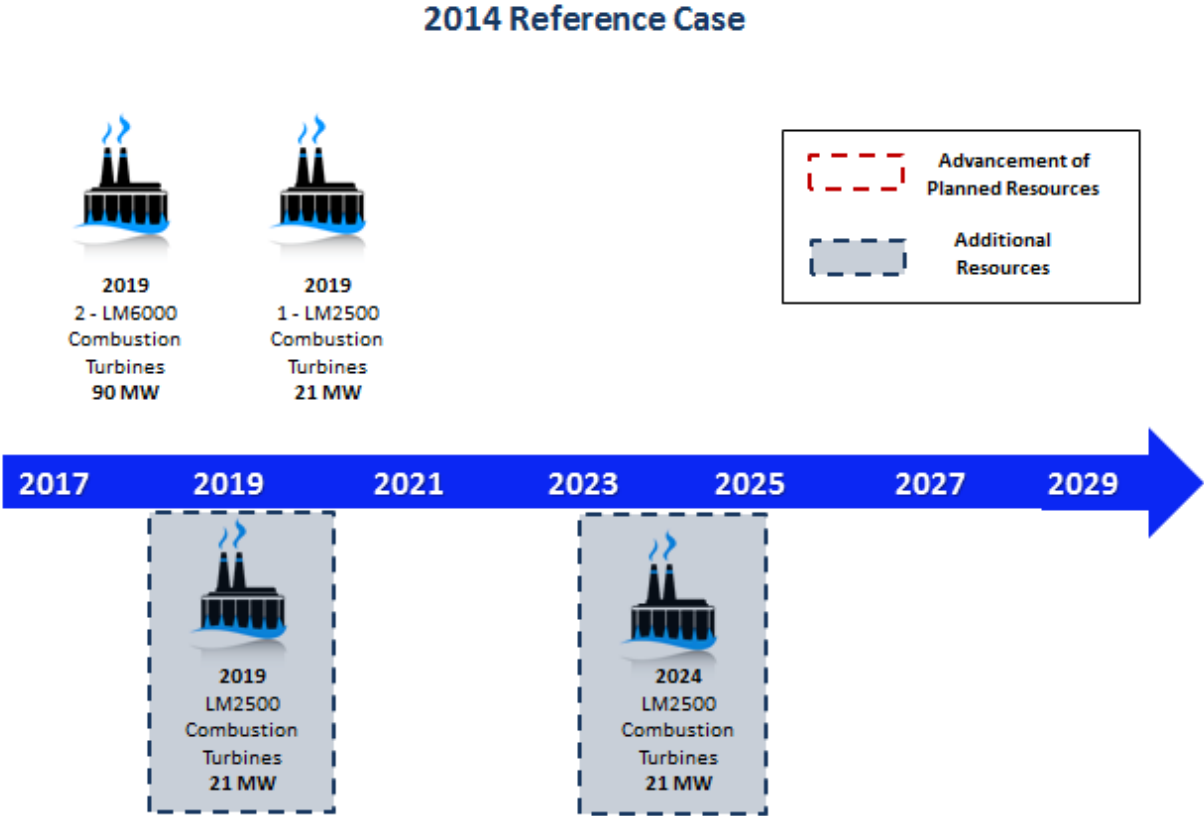 2014 Reference Case
2019
2 - LM6000
Combustion
Turbines
90 MW
2019
1 - LM2500
Combustion
Turbines
21 MW
Advancement of
Planned Resources
Additional
Resources
2017 2019 2021 2023 2025 2027 2029
2019
LM2500
Combustion
Turbines
21 MW
2024
LM2500
Combustion
Turbines
21 MW